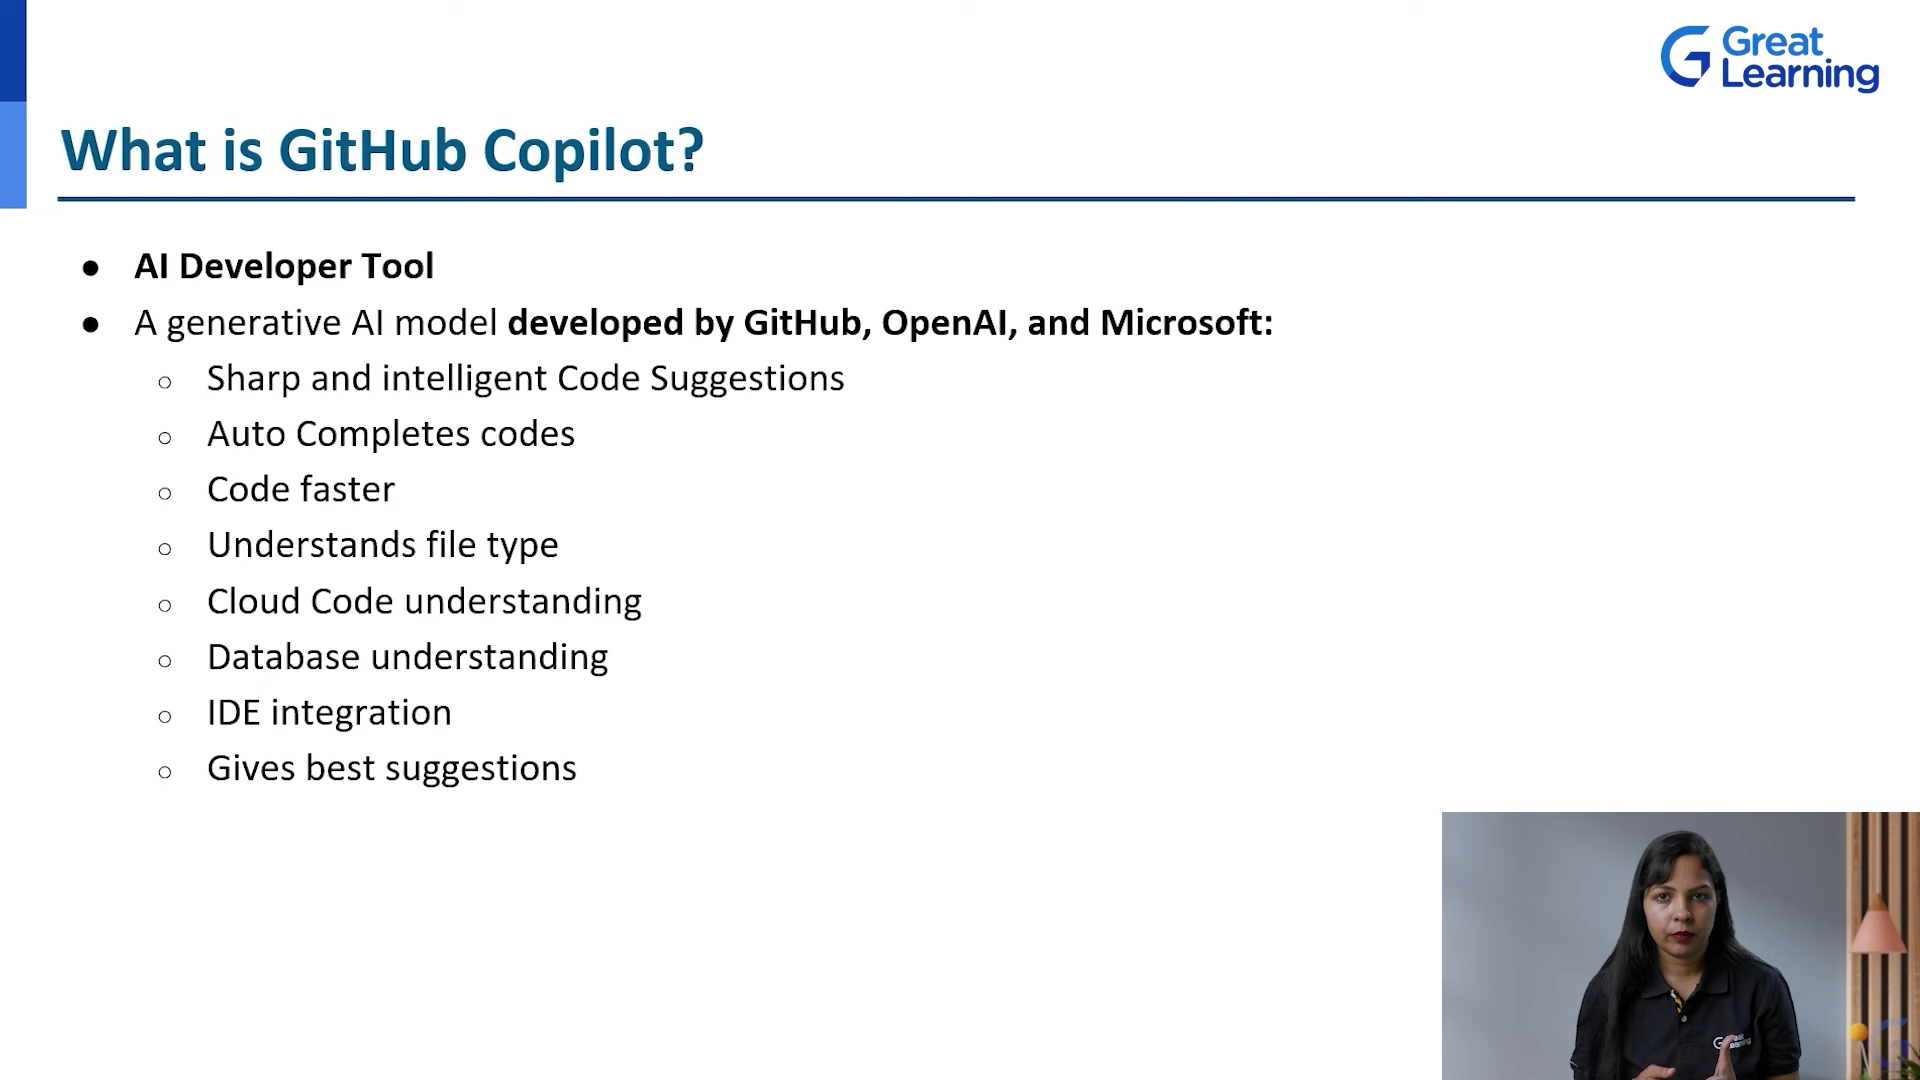 Great
Learning
What is GitHub Copilot?
● AI Developer Tool
● A generative AI model developed by GitHub, OpenAI, and Microsoft:
○ Sharp and intelligent Code Suggestions
○ Auto Completes codes
○ Code faster
○ Understands file type
○ Cloud Code understanding
○ Database understanding
○ IDE integration
○ Gives best suggestions